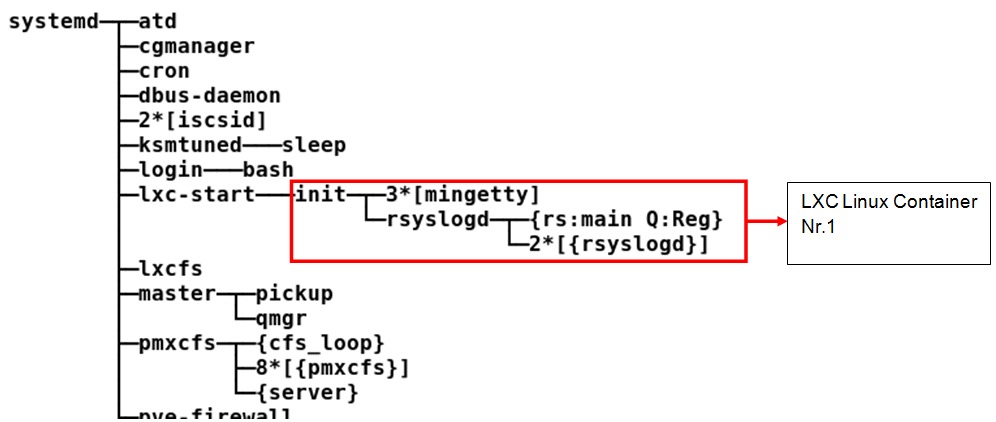 systemd─┬─atd
├─cgmanager
├─cron
├─dbus-daemon
├─2*[iscsid]
├─ksmtuned───sleep
├─login───bash
├─lxc-start───init─┬─3*[mingetty]
└─rsyslogd─┬─{rs:main Q:Reg}
└─2*[{rsyslogd}]
LXC Linux Container
Nr.1
├─lxcfs
├─master─┬─pickup
└─qmgr
├─pmxcfs─┬─{cfs_loop}
├─8*[{pmxcfs}]
└─{server}
├─pve-firewall